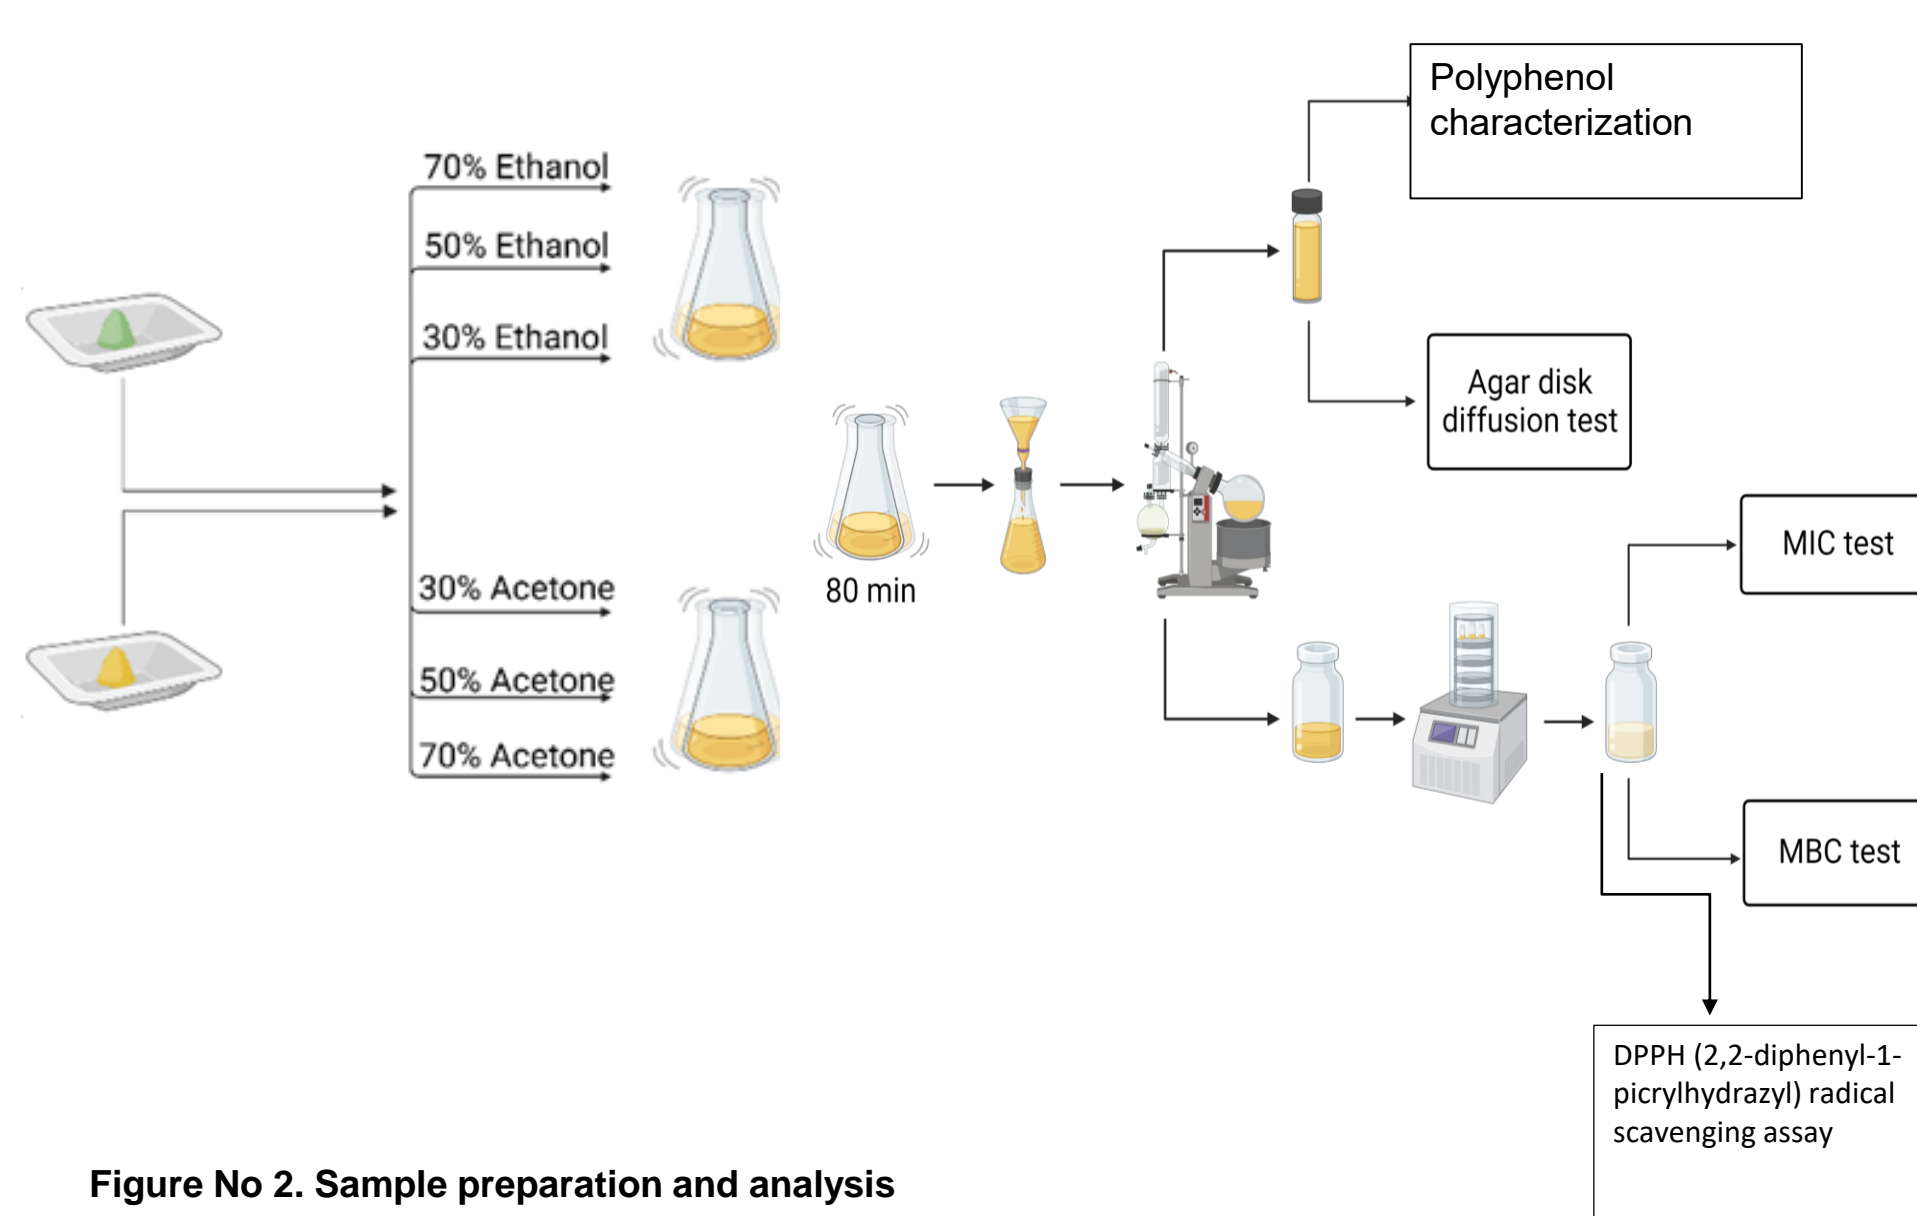 70% Ethanol
50% Ethanol
30% Ethanol
30% Acetone
50% Acetone
70% Acetone
80 min
Polyphenol
characterization
Agar disk
diffusion test
MIC test
MBC test
DPPH (2,2-diphenyl-1-
picrylhydrazyl) radical
scavenging assay
Figure No 2. Sample preparation and analysis